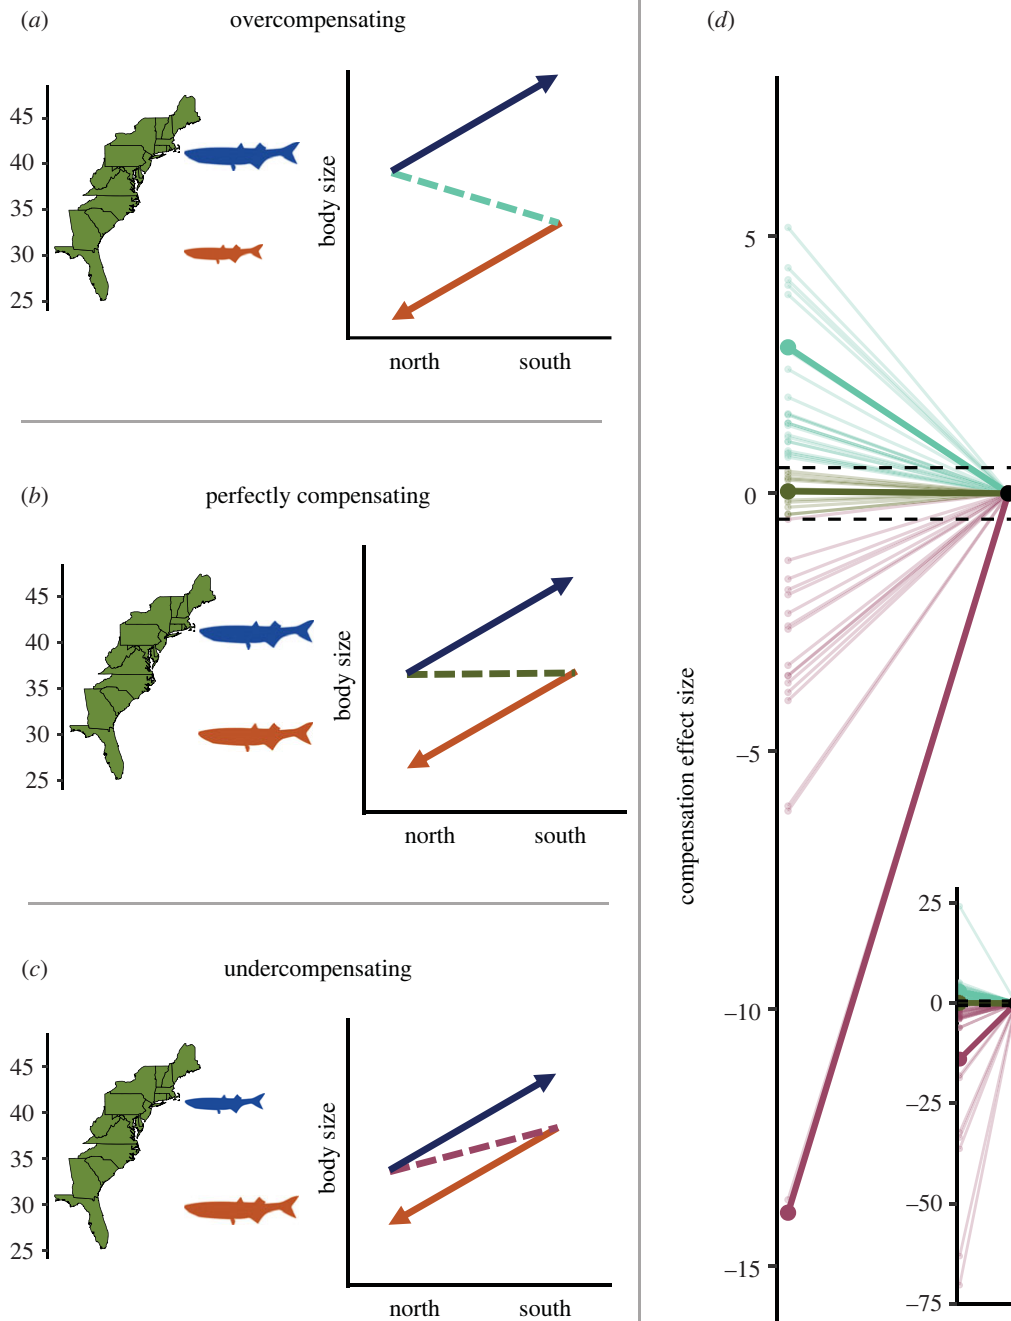 (a)
overcompensating
45
40
35
30
25
body size
north
south
(b)
perfectly compensating
45
40
35
30
25
body size
north
south
(c)
undercompensating
45
40
35
30
25
body size
north
south
(d)
compensation effect size
5
0
–5
–10
–15
25
0
–25
–50
–75